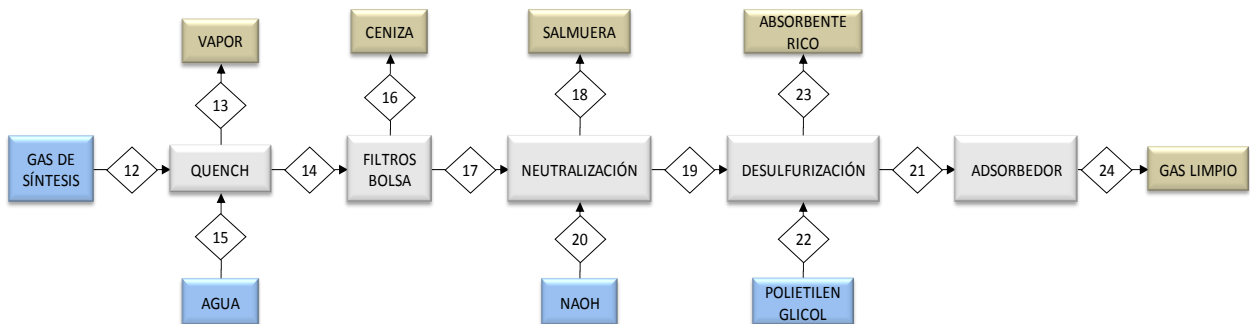 VAPOR
CENIZA
SALMUERA
ABSORBENTE
RICO
13
16
18
23
GAS DE
SÍNTESIS
12
QUENCH
14
FILTROS
BOLSA
17
NEUTRALIZACIÓN
19
DESULFURIZACIÓN
21
ADSORBEDOR
24
GAS LIMPIO
15
20
22
AGUA
NAOH
POLIETILEN
GLICOL